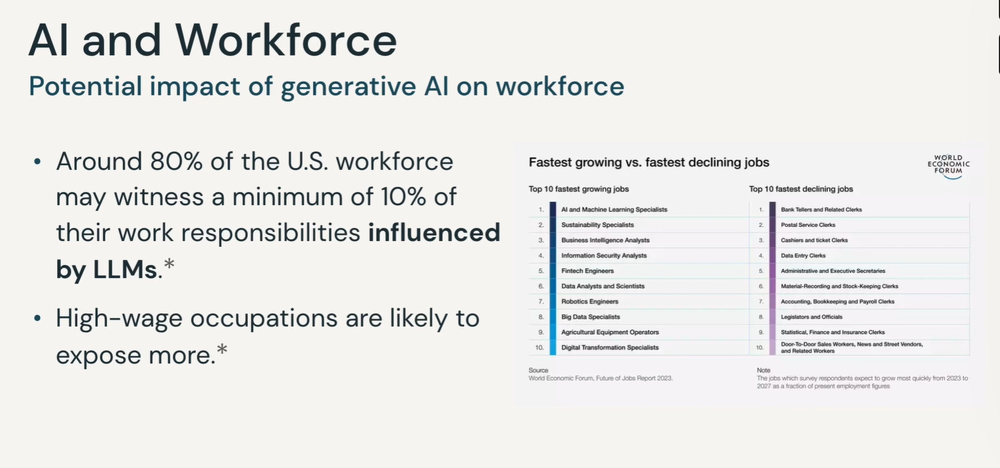 AI and Workforce
Potential impact of generative AI on workforce
• Around 80% of the U.S. workforce
may witness a minimum of 10% of
their work responsibilities influenced
by LLMs.*
• High-wage occupations are likely to
expose more.*
Fastest growing vs. fastest declining jobs
WORLD
ECONOMIC
FORUM
Top 10 fastest growing jobs
1. AI and Machine Learning Specialists
2. Sustainability Specialists
3. Business Intelligence Analysts
4. Information Security Analysts
5. Fintech Engineers
6. Data Analysts and Scientists
7. Robotics Engineers
8. Big Data Specialists
9. Agricultural Equipment Operators
10. Digital Transformation Specialists
Top 10 fastest declining jobs
1. Bank Tellers and Related Clerks
2. Postal Service Clerks
3. Cashiers and ticket Clerks
4. Data Entry Clerks
5. Administrative and Executive Secretaries
6. Material-Recording and Stock-Keeping Clerks
7. Accounting, Bookkeeping and Payroll Clerks
8. Legislators and Officials
9. Statistical, Finance and Insurance Clerks
10. Door-To-Door Sales Workers, News and Street Vendors,
and Related Workers
Source
World Economic Forum, Future of Jobs Report 2023.
Note
The jobs which survey respondents expect to grow most quickly from 2023 to
2027 as a fraction of present employment figures